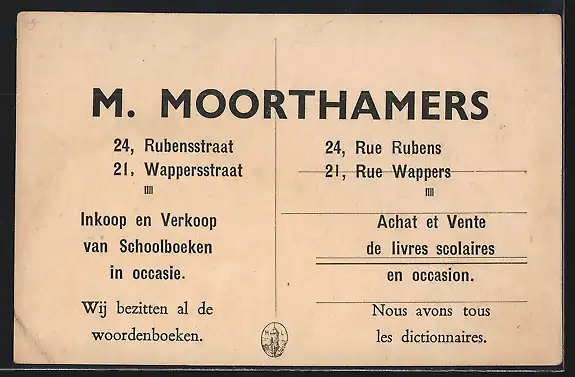 M. MOORTHAMERS
24, Rubensstraat
21, Wappersstraat
Inkoop en Verkoop
van Schoolboeken
in occasie.
Wij bezitten al de
woordenboeken.
24, Rue Rubens
21, Rue Wappers
Achat et Vente
de livres scolaires
en occasion.
Nous avons tous
les dictionnaires.